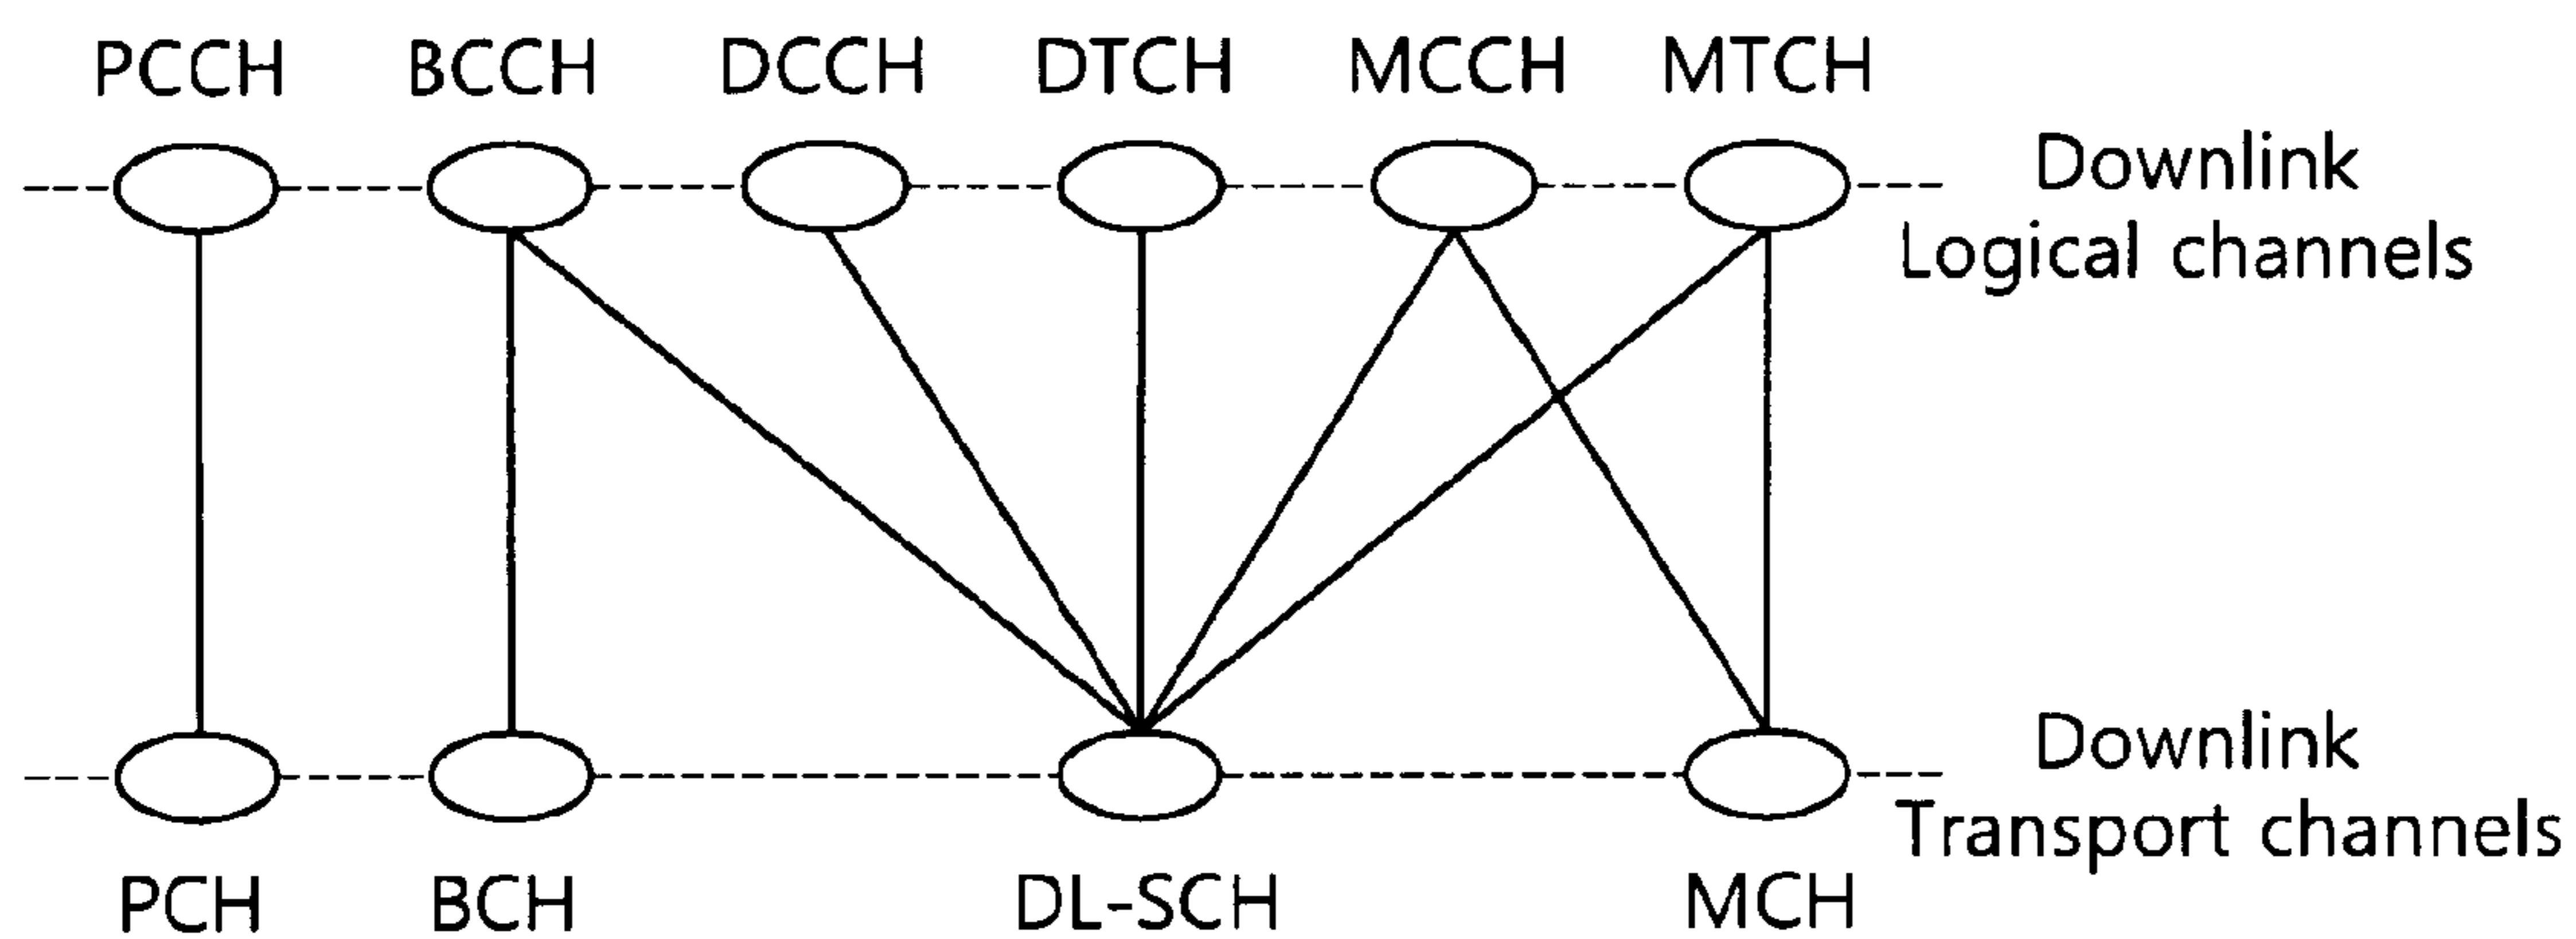 PCCH BCCH DCCH DTCH MCCH MTCH
Downlink
Logical channels
Downlink
Transport channels
PCH BCH DL-SCH MCH